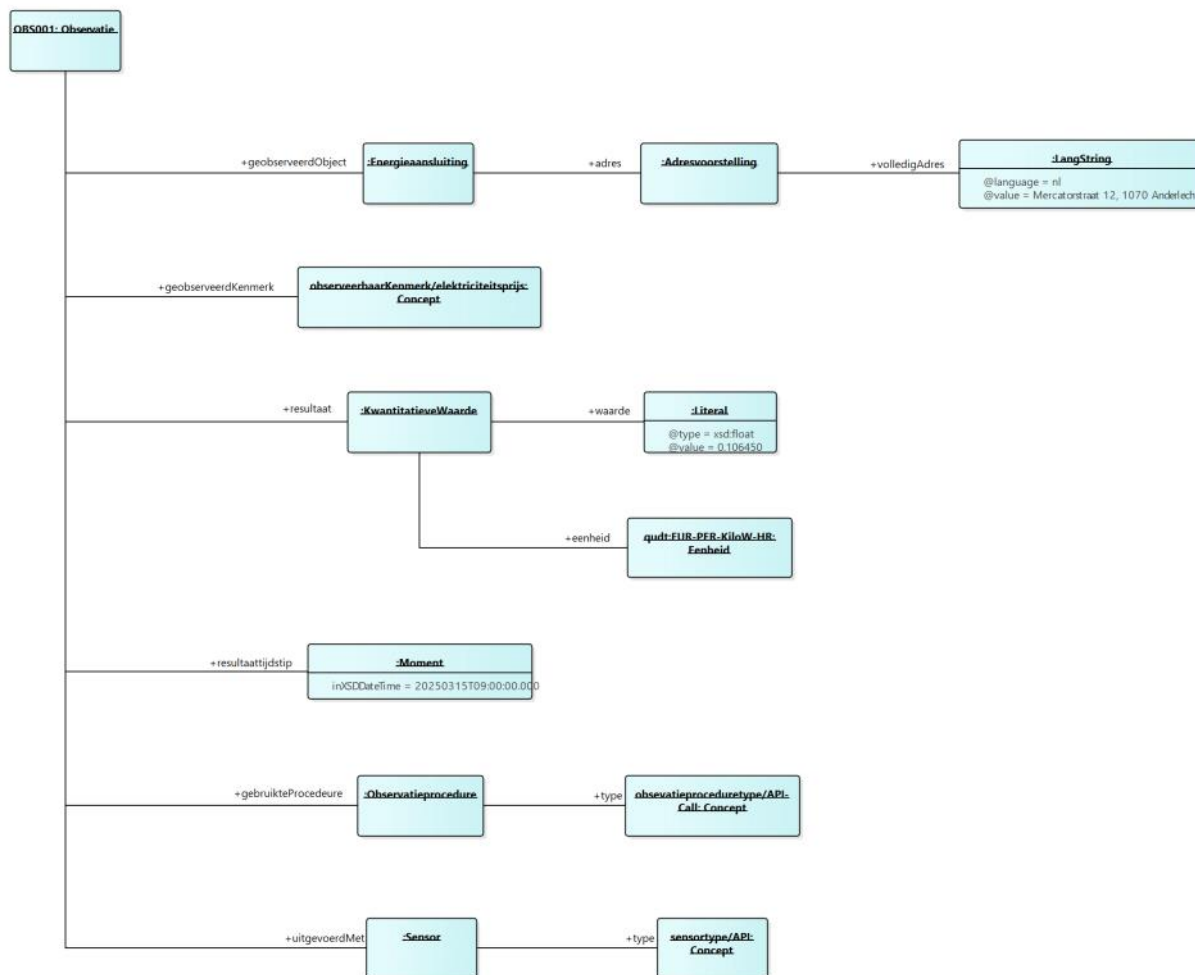 OBS001: Observatie
+geobserveerdObject
:Energieaansluiting
+adres
:Adresvoorstelling
+volledigAdres
:LangString
@language = nl
@value = Mercatorstraat 12, 1070 Anderlech
+geobserveerdKenmerk
observeerbaarKenmerk/elektriciteitsprijs:
Concept
+resultaat
:KwantitatieveWaarde
+waarde
:Literal
@type = xsd:float
@value = 0.106450
+eenheid
qudt:EUR-PER-KiloW-HR:
Eenheid
+resultaattijdstip
:Moment
inXSDDateTime = 20250315T09:00:00.000
+gebruikteProcedeure
:Observatieprocedure
+type
obsevatieproceduretype/API-
Call: Concept
+uitgevoerdMet
:Sensor
+type
sensortype/API:
Concept